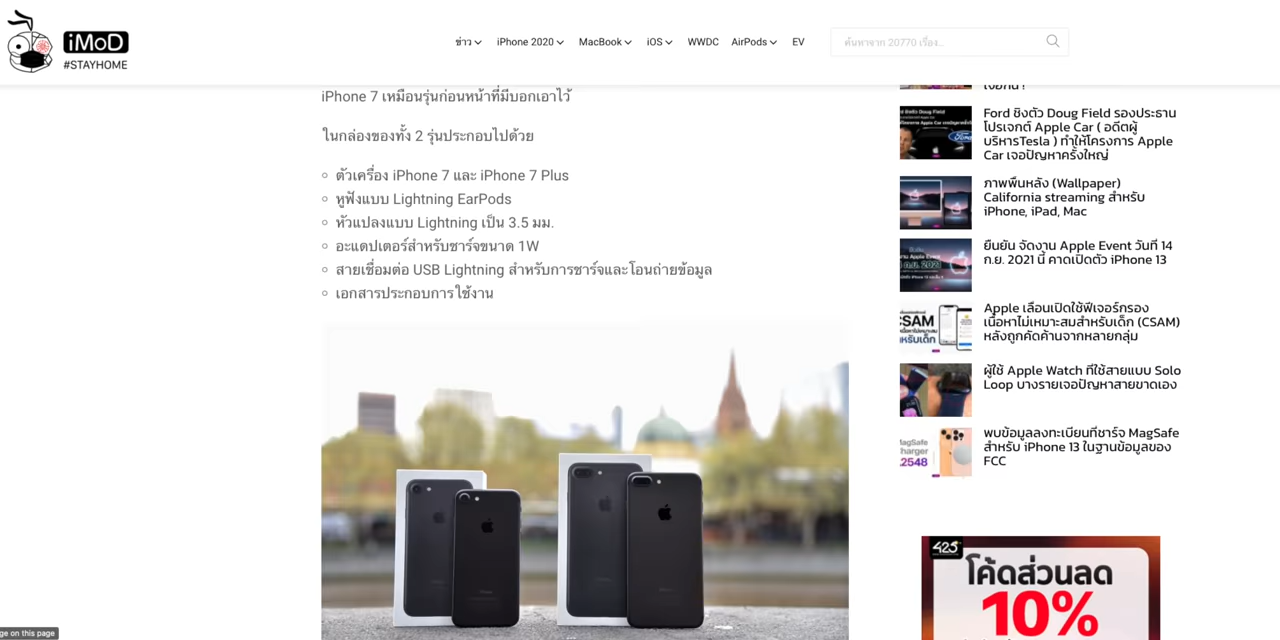 iMoD
#STAYHOME
ข่าว
iPhone 2020
MacBook
iOS
WWDC
AirPods
EV
ค้นหาจาก 20770 เรื่อง...
iPhone 7 เหมือนรุ่นก่อนหน้าที่มีบอกเอาไว้
ในกล่องของทั้ง 2 รุ่นประกอบไปด้วย
ตัวเครื่อง iPhone 7 และ iPhone 7 Plus
หูฟังแบบ Lightning EarPods
หัวแปลงแบบ Lightning เป็น 3.5 มม.
อะแดปเตอร์สำหรับชาร์จขนาด 1W
สายเชื่อมต่อ USB Lightning สำหรับการชาร์จและโอนถ่ายข้อมูล
เอกสารประกอบการใช้งาน
Ford ชิงตัว Doug Field รองประธาน
โปรเจกต์ Apple Car ( อดีตผู้
บริหารTesla ) ทำให้โครงการ Apple
Car เจอปัญหาครั้งใหญ่
ภาพพื้นหลัง (Wallpaper)
California streaming สำหรับ
iPhone, iPad, Mac
ยืนยัน จัดงาน Apple Event วันที่ 14
ก.ย. 2021 นี้ คาดเปิดตัว iPhone 13
Apple เลื่อนเปิดใช้ฟีเจอร์กรอง
เนื้อหาไม่เหมาะสมสำหรับเด็ก (CSAM)
หลังถูกคัดค้านจากหลายกลุ่ม
ผู้ใช้ Apple Watch ที่ใช้สายแบบ Solo
Loop บางรายเจอปัญหาสายขาดเอง
พบข้อมูลลงทะเบียนที่ชาร์จ MagSafe
สำหรับ iPhone 13 ในฐานข้อมูลของ
FCC
425°
โค้ดส่วนลด
10%
ge on this page